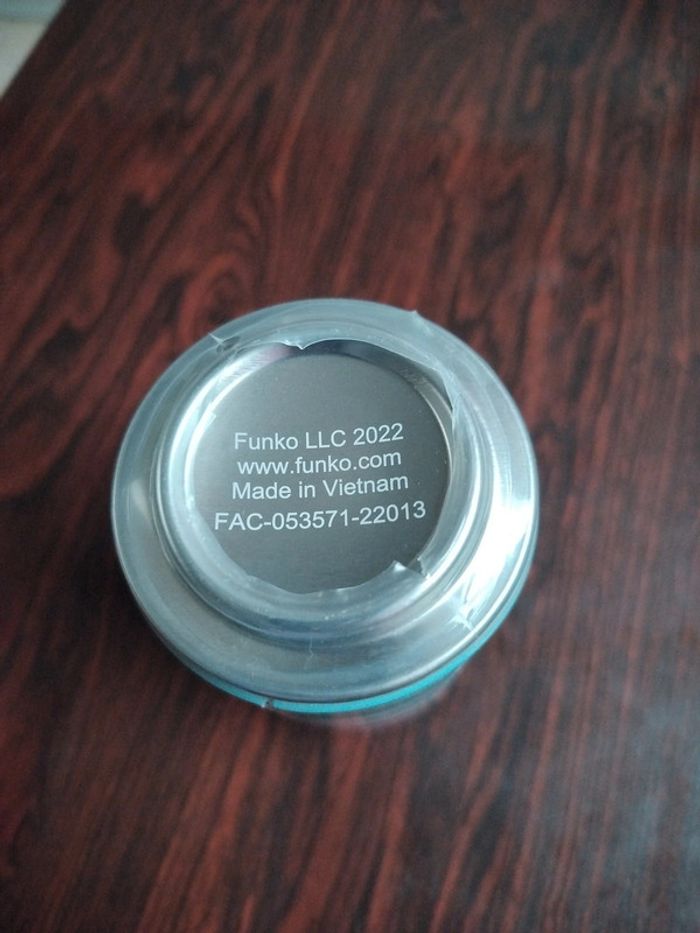 Funko LLC 2022
www.funko.com
Made in Vietnam
FAC-053571-22013